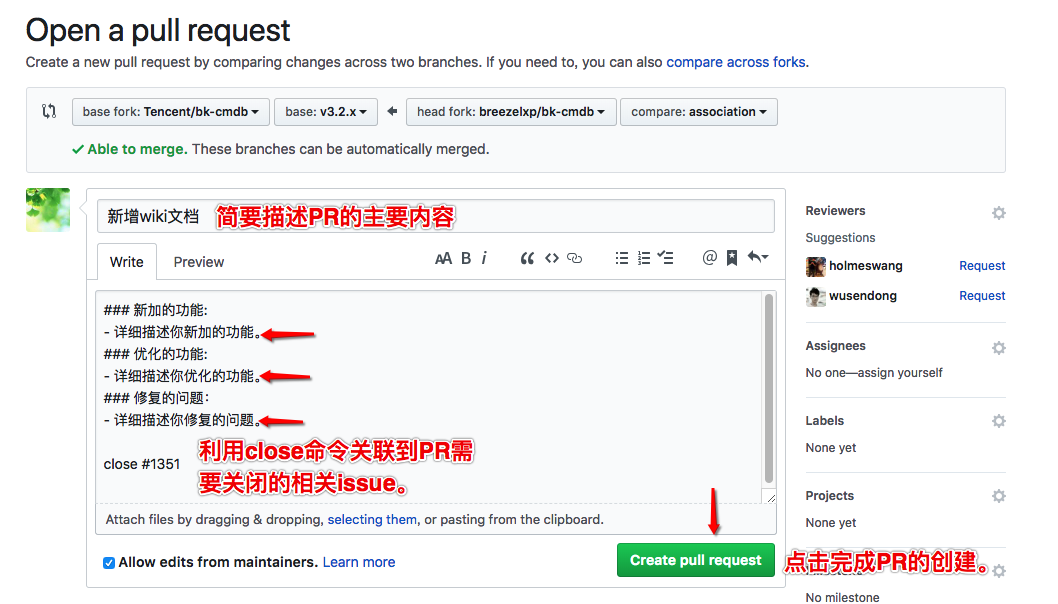 Open a pull request
Create a new pull request by comparing changes across two branches. If you need to, you can also compare across forks.
base fork: Tencent/bk-cmdb
base: v3.2.x
head fork: breezelxp/bk-cmdb
compare: association
Able to merge. These branches can be automatically merged.
新增wiki文档
简要描述PR的主要内容
Write
Preview
AA B i
@
### 新加的功能:
- 详细描述你新加的功能。
### 优化的功能:
- 详细描述你优化的功能。
### 修复的问题:
- 详细描述你修复的问题。
close #1351
利用close命令关联到PR需
要关闭的相关issue。
Attach files by dragging & dropping, selecting them, or pasting from the clipboard.
Allow edits from maintainers. Learn more
Create pull request
点击完成PR的创建。
Reviewers
Suggestions
holmeswang
Request
wusendong
Request
Assignees
No one—assign yourself
Labels
None yet
Projects
None yet
No milestone